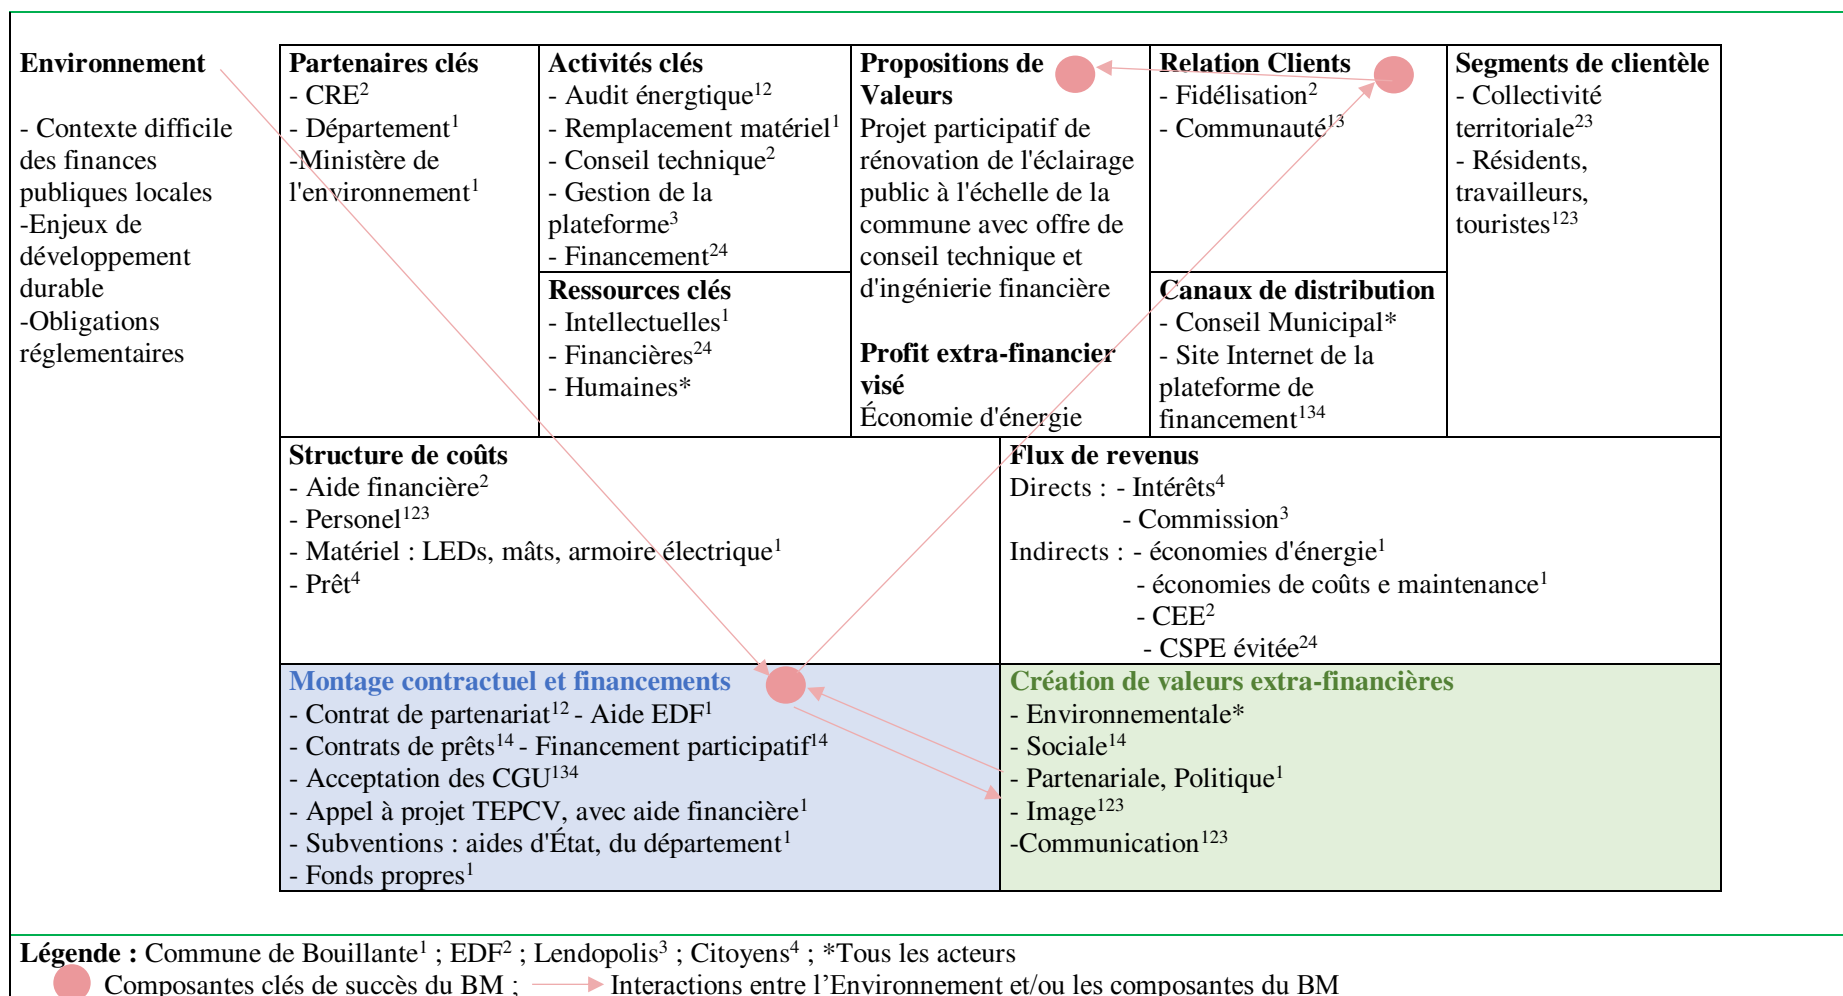 Environnement
- Contexte difficile
des finances
publiques locales
-Enjeux de
développement
durable
-Obligations
réglementaires
Partenaires clés
- CRE²
- Département¹
-Ministère de
l'environnement¹
Activités clés
- Audit énergtique¹²
- Remplacement matériel¹
- Conseil technique²
- Gestion de la
plateforme³
- Financement²⁴
Ressources clés
- Intellectuelles¹
- Financières²⁴
- Humaines*
Propositions de
Valeurs
Projet participatif de
rénovation de l'éclairage
public à l'échelle de la
commune avec offre de
conseil technique et
d'ingénierie financière
Profit extra-financier
visé
Économie d'énergie
Relation Clients
- Fidélisation²
- Communauté¹³
Canaux de distribution
- Conseil Municipal*
- Site Internet de la
plateforme de
financement¹³⁴
Segments de clientèle
- Collectivité
territoriale²³
- Résidents,
travailleurs,
touristes¹²³
Structure de coûts
- Aide financière²
- Personel¹²³
- Matériel : LEDs, mâts, armoire électrique¹
- Prêt⁴
Flux de revenus
Directs : - Intérêts⁴
- Commission³
Indirects : - économies d'énergie¹
- économies de coûts e maintenance¹
- CEE²
- CSPE évitée²⁴
Montage contractuel et financements
- Contrat de partenariat¹² - Aide EDF¹
- Contrats de prêts¹⁴ - Financement participatif¹⁴
- Acceptation des CGU¹³⁴
- Appel à projet TEPCV, avec aide financière¹
- Subventions : aides d'État, du département¹
- Fonds propres¹
Création de valeurs extra-financières
- Environnementale*
- Sociale¹⁴
- Partenariale, Politique¹
- Image¹²³
-Communication¹²³
Légende : Commune de Bouillante¹ ; EDF² ; Lendopolis³ ; Citoyens⁴ ; *Tous les acteurs
Composantes clés de succès du BM ; Interactions entre l’Environnement et/ou les composantes du BM